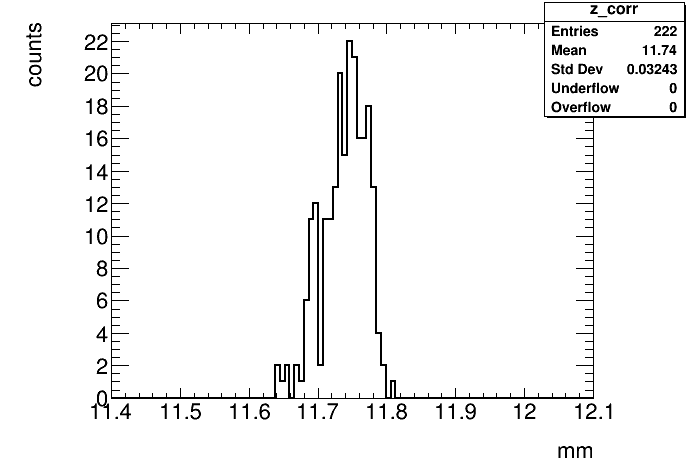 z_corr
Entries 222
Mean 11.74
Std Dev 0.03243
Underflow 0
Overflow 0
counts
22
20
18
16
14
12
10
8
6
4
2
0
11.4 11.5 11.6 11.7 11.8 11.9 12 12.1
mm